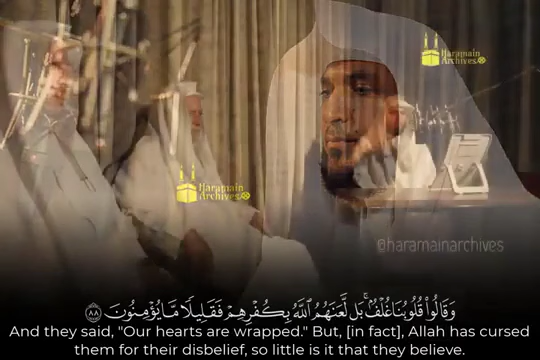 Haramain
Archives
Haramain
Archives
@haramainarchives
وَقَالُوا۟ قُلُوبُنَا غُلْفٌۢ ۚ بَل لَّعَنَهُمُ ٱللَّهُ بِكُفْرِهِمْ فَقَلِيلًا مَّا يُؤْمِنُونَ ٨٨
And they said, "Our hearts are wrapped." But, [in fact], Allah has cursed
them for their disbelief, so little is it that they believe.